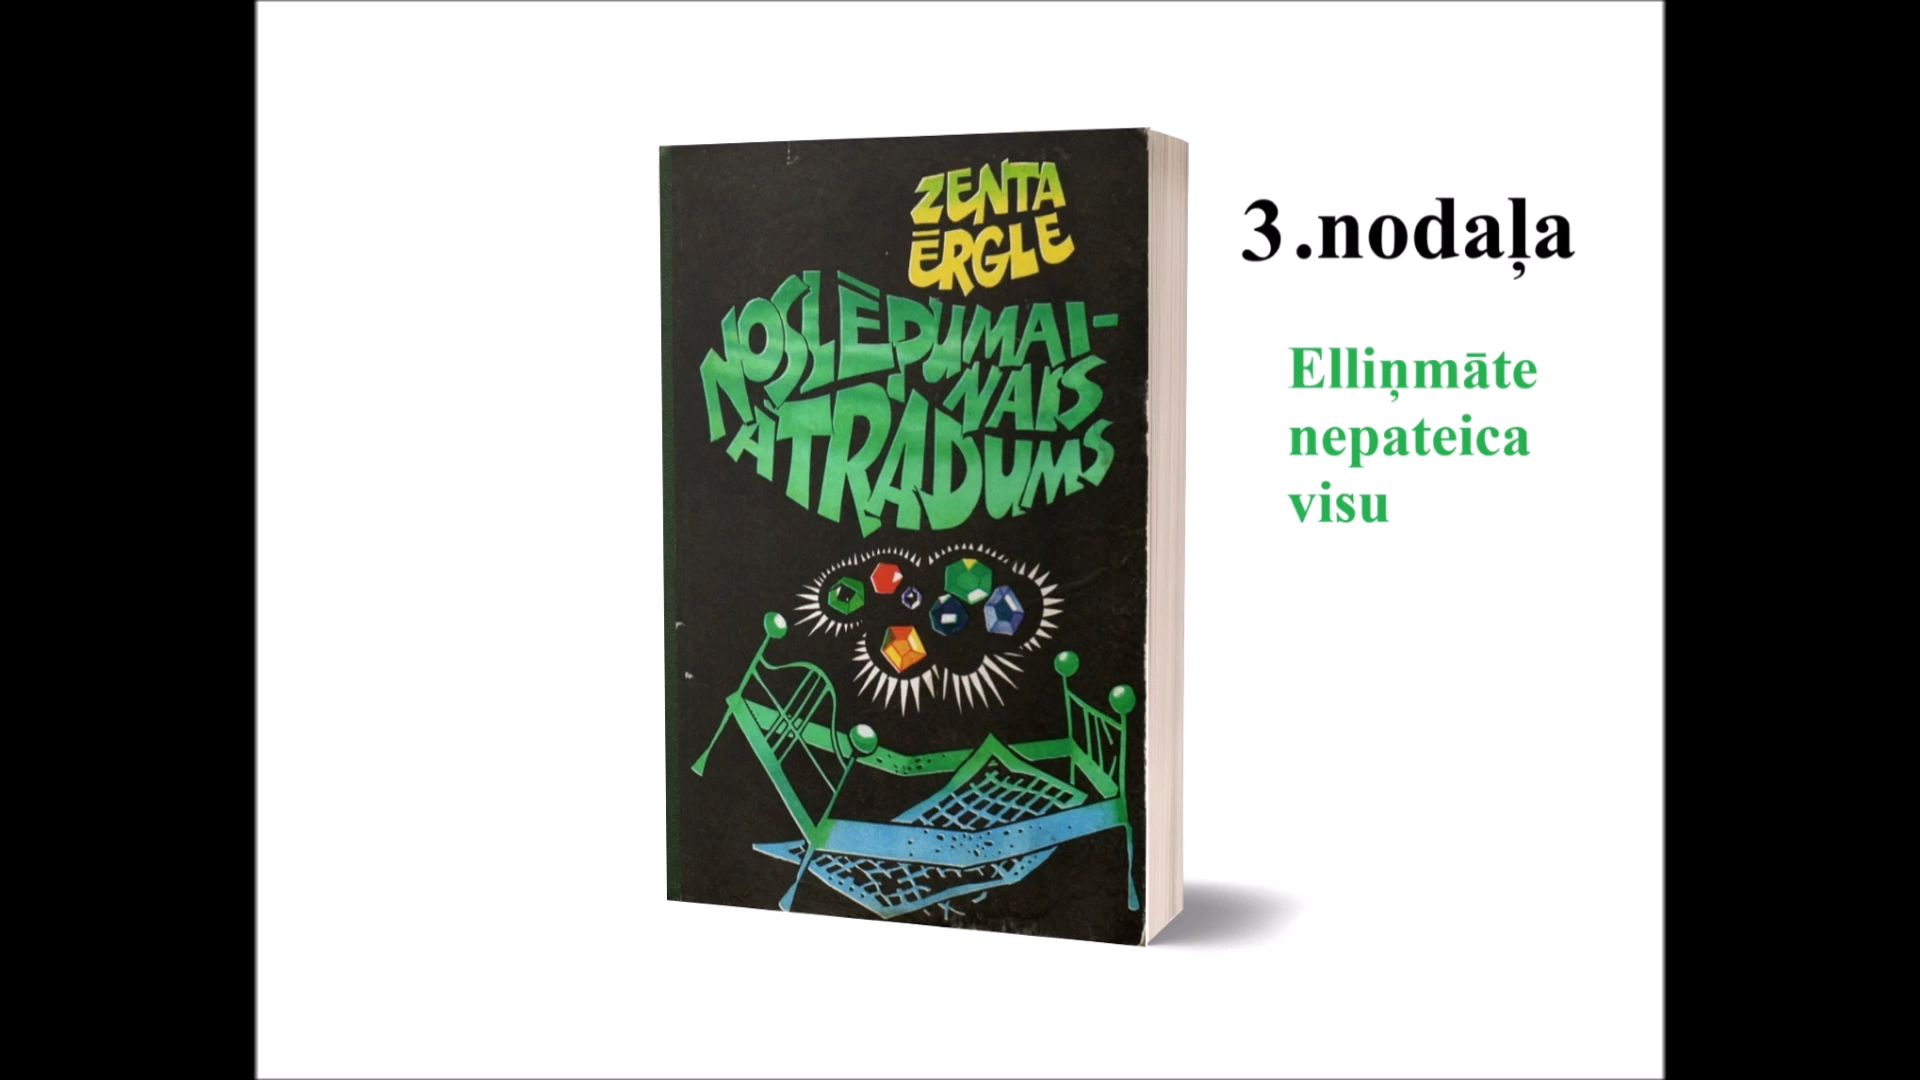 ZENTA
ĒRGLE
NOSLĒPUMAI-
NAIS
ATRADUMS
3.nodaļa
Elliņmāte
nepateica
visu